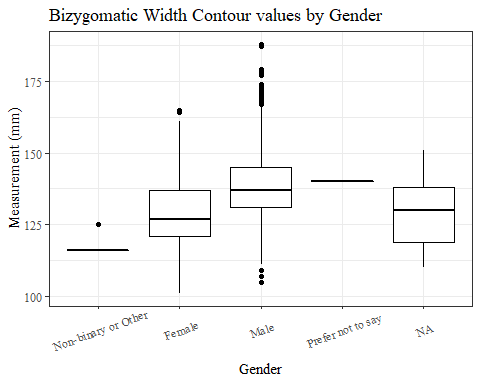 Bizygomatic Width Contour values by Gender
Measurement (mm)
175
150
125
100
Non-binary or Other
Female
Male
Prefer not to say
NA
Gender